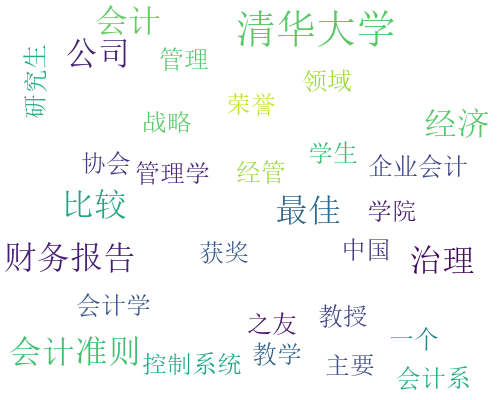 会计
清华大学
公司
管理
研究生
领域
荣誉
战略
经济
学生
协会
管理学
经管
企业会计
比较
最佳
学院
财务报告
获奖
中国
治理
会计学
之友
教授
会计准则
控制系统
教学
主要
一个
会计系